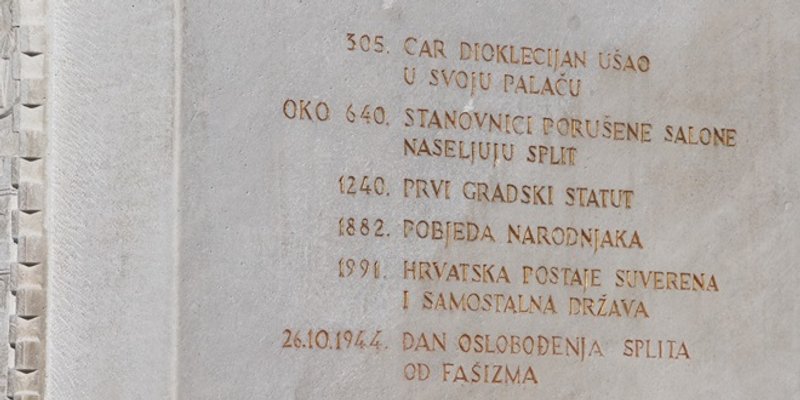 305. CAR DIOKLECIJAN UŠAO
U SVOJU PALAČU
OKO 640. STANOVNICI PORUŠENE SALONE
NASELJUJU SPLIT
1240. PRVI GRADSKI STATUT
1882. POBJEDA NARODNJAKA
1991. HRVATSKA POSTAJE SUVERENA
I SAMOSTALNA DRŽAVA
26.10.1944. DAN OSLOBOĐENJA SPLITA
OD FAŠIZMA